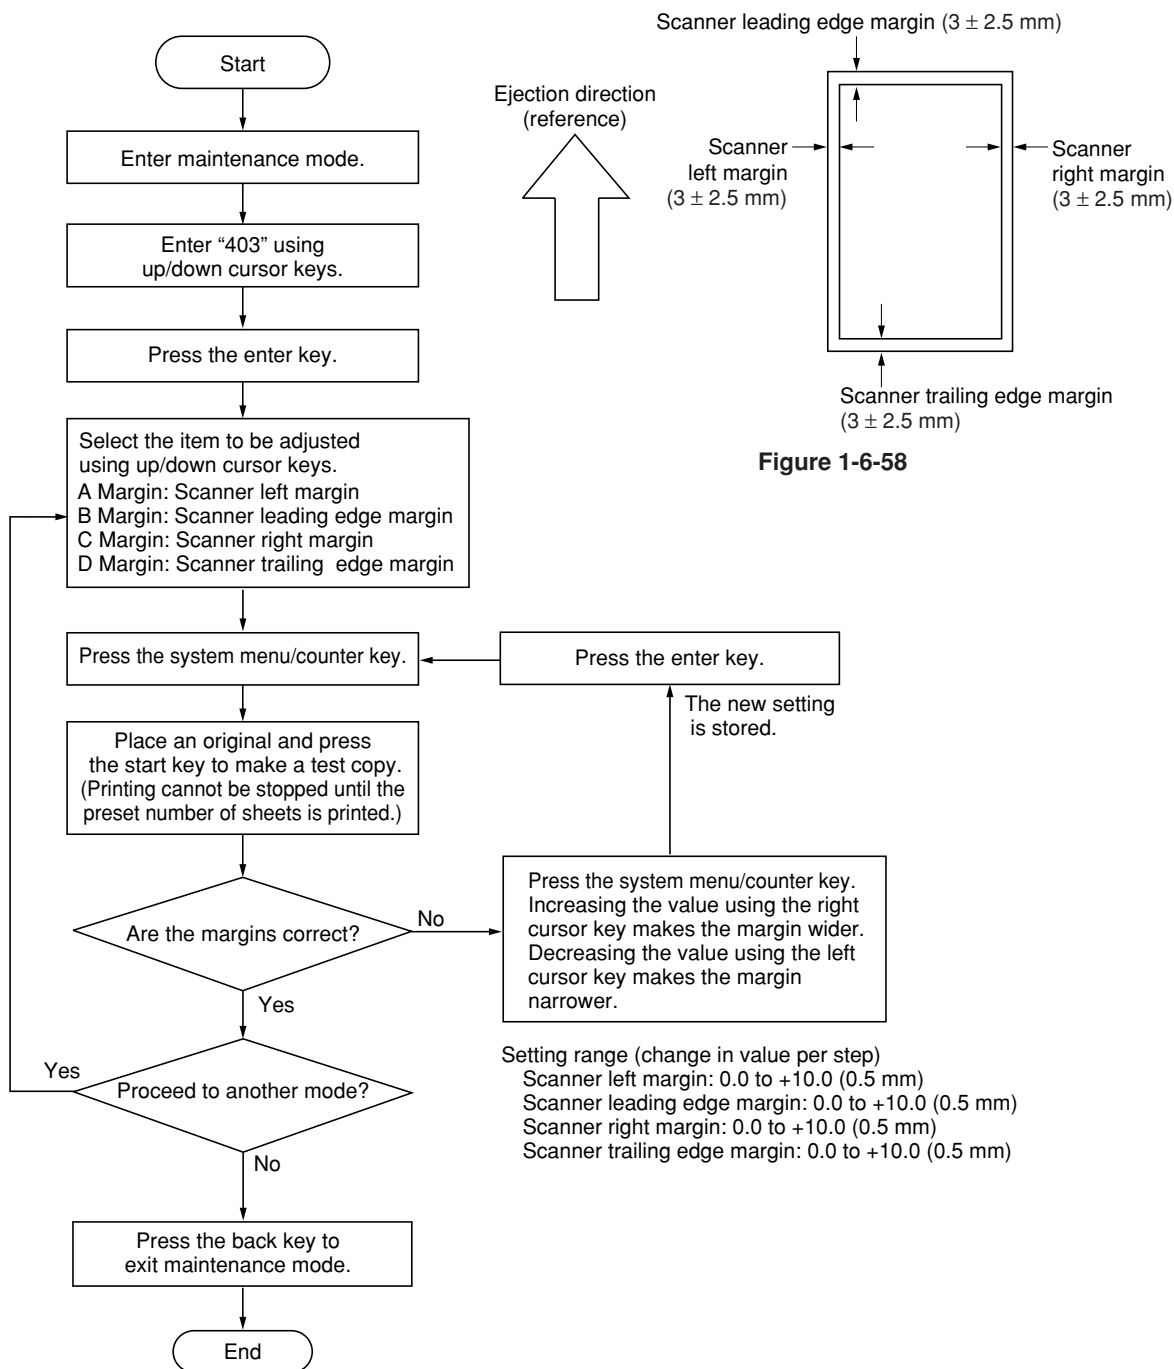 Start
Enter maintenance mode.
Enter “403” using
up/down cursor keys.
Press the enter key.
Select the item to be adjusted
using up/down cursor keys.
A Margin: Scanner left margin
B Margin: Scanner leading edge margin
C Margin: Scanner right margin
D Margin: Scanner trailing edge margin
Press the system menu/counter key.
Place an original and press
the start key to make a test copy.
(Printing cannot be stopped until the
preset number of sheets is printed.)
Are the margins correct?
No
Yes
Press the system menu/counter key.
Increasing the value using the right
cursor key makes the margin wider.
Decreasing the value using the left
cursor key makes the margin
narrower.
The new setting
is stored.
Press the enter key.
Proceed to another mode?
Yes
No
Press the back key to
exit maintenance mode.
End
Setting range (change in value per step)
Scanner left margin: 0.0 to +10.0 (0.5 mm)
Scanner leading edge margin: 0.0 to +10.0 (0.5 mm)
Scanner right margin: 0.0 to +10.0 (0.5 mm)
Scanner trailing edge margin: 0.0 to +10.0 (0.5 mm)
Scanner leading edge margin (3 ± 2.5 mm)
Ejection direction
(reference)
Scanner
left margin
(3 ± 2.5 mm)
Scanner
right margin
(3 ± 2.5 mm)
Scanner trailing edge margin
(3 ± 2.5 mm)
Figure 1-6-58